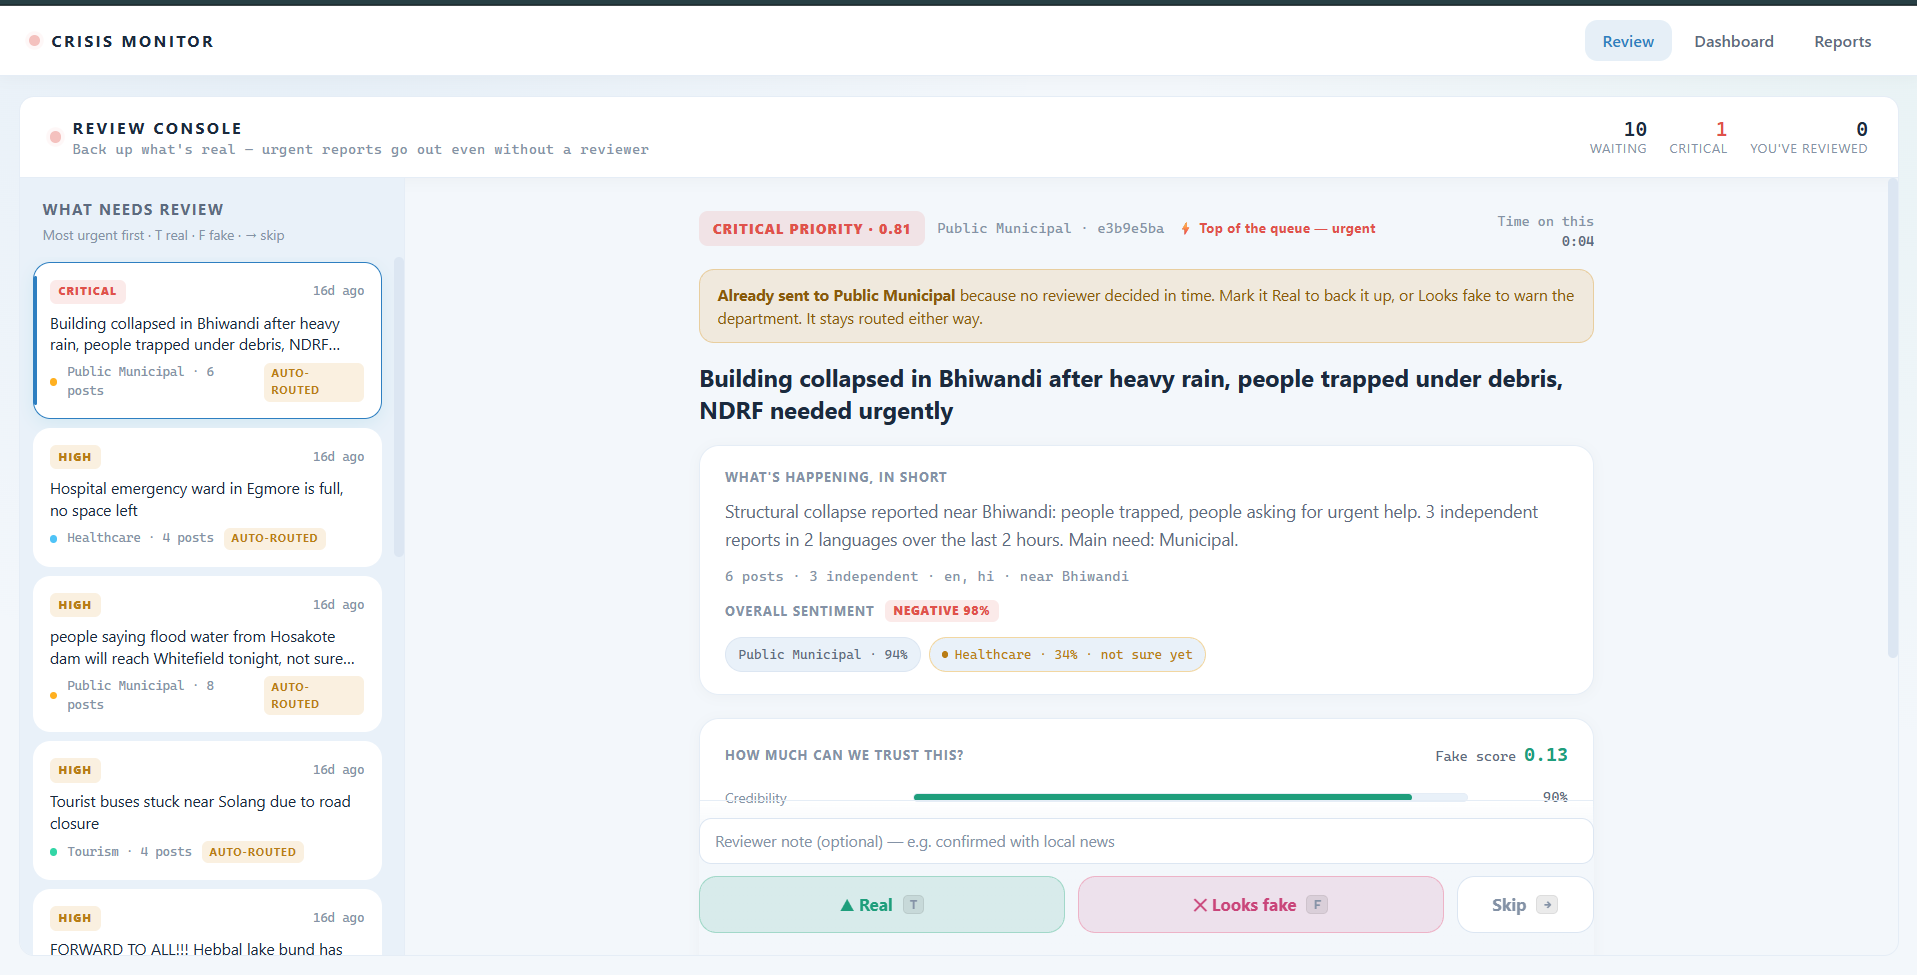 CRISIS MONITOR
Review
Dashboard
Reports
REVIEW CONSOLE
Back up what's real — urgent reports go out even without a reviewer
10
WAITING
1
CRITICAL
0
YOU'VE REVIEWED
WHAT NEEDS REVIEW
Most urgent first · T real · F fake · → skip
CRITICAL
16d ago
Building collapsed in Bhiwandi after heavy
rain, people trapped under debris, NDRF...
Public Municipal · 6
posts
AUTO-
ROUTED
HIGH
16d ago
Hospital emergency ward in Egmore is full,
no space left
Healthcare · 4 posts
AUTO-ROUTED
HIGH
16d ago
people saying flood water from Hosakote
dam will reach Whitefield tonight, not sure...
Public Municipal · 8
posts
AUTO-
ROUTED
HIGH
16d ago
Tourist buses stuck near Solang due to road
closure
Tourism · 4 posts
AUTO-ROUTED
HIGH
16d ago
FORWARD TO ALL!!! Hebbal lake bund has
CRITICAL PRIORITY · 0.81
Public Municipal · e3b9e5ba
Top of the queue — urgent
Time on this
0:04
Already sent to Public Municipal because no reviewer decided in time. Mark it Real to back it up, or Looks fake to warn the
department. It stays routed either way.
Building collapsed in Bhiwandi after heavy rain, people trapped under debris,
NDRF needed urgently
WHAT'S HAPPENING, IN SHORT
Structural collapse reported near Bhiwandi: people trapped, people asking for urgent help. 3 independent
reports in 2 languages over the last 2 hours. Main need: Municipal.
6 posts · 3 independent · en, hi · near Bhiwandi
OVERALL SENTIMENT
NEGATIVE 98%
Public Municipal · 94%
Healthcare · 34% · not sure yet
HOW MUCH CAN WE TRUST THIS?
Fake score 0.13
Credibility
90%
Reviewer note (optional) — e.g. confirmed with local news
▲ Real T
✕ Looks fake F
Skip →